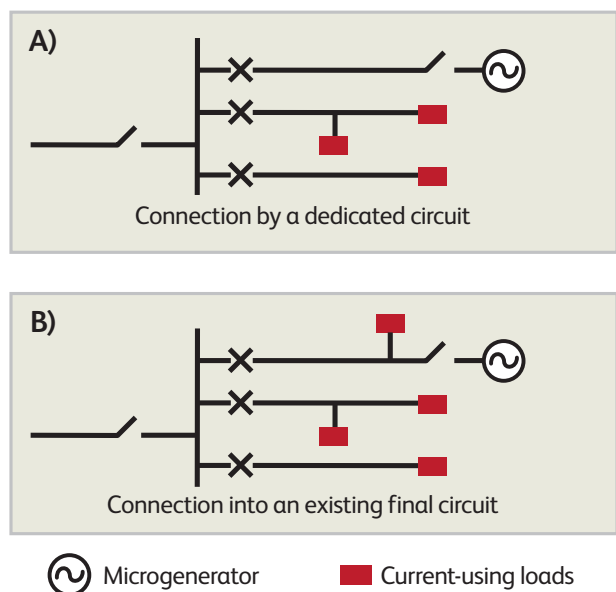 A)
Connection by a dedicated circuit
B)
Connection into an existing final circuit
Microgenerator
Current-using loads